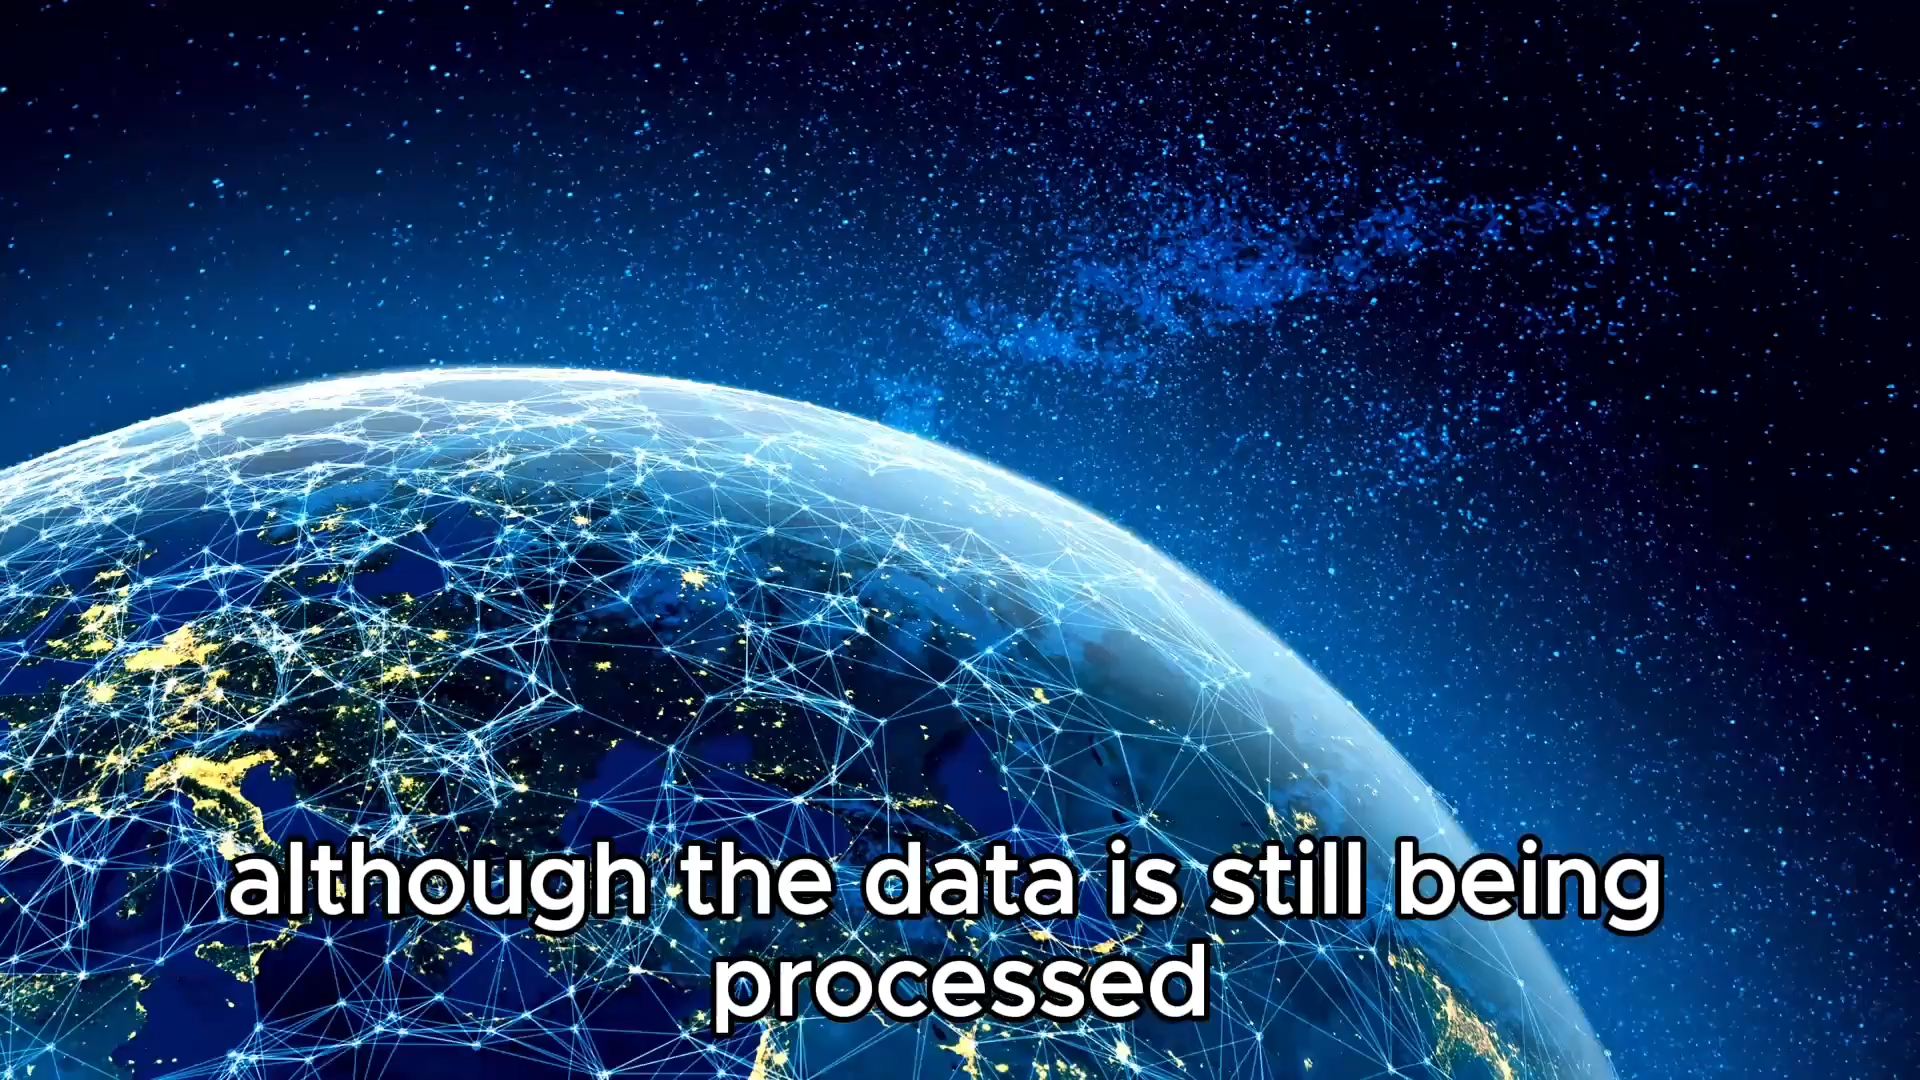 although the data is still being
processed